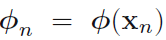 ϕₙ = ϕ(xₙ)